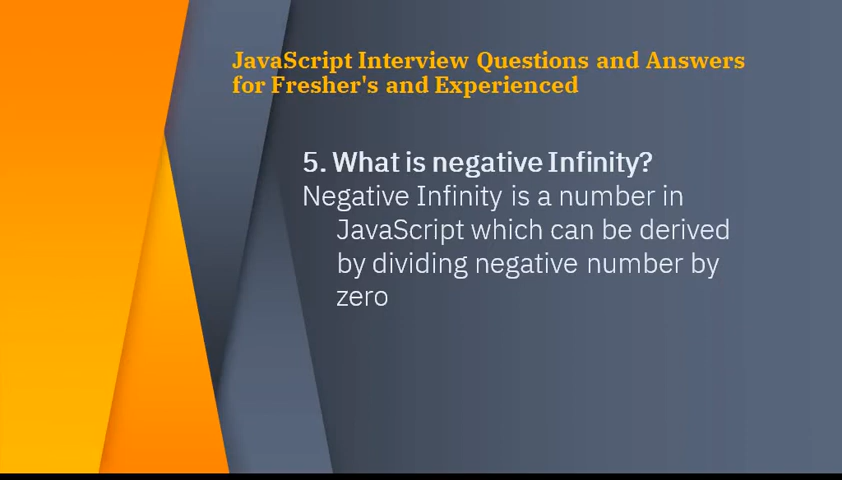 JavaScript Interview Questions and Answers
for Fresher's and Experienced
5. What is negative Infinity?
Negative Infinity is a number in
JavaScript which can be derived
by dividing negative number by
zero